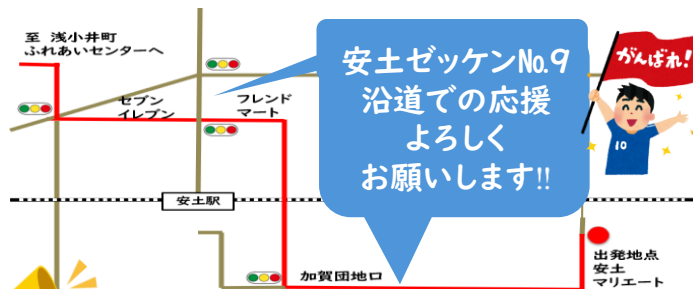 至 浅小井町
ふれあいセンターへ
安土ゼッケン№9
沿道での応援
よろしく
お願いします!!
がんばれ!
セブン
イレブン
フレンド
マート
10
安土駅
加賀団地口
出発地点
安土
マリエート